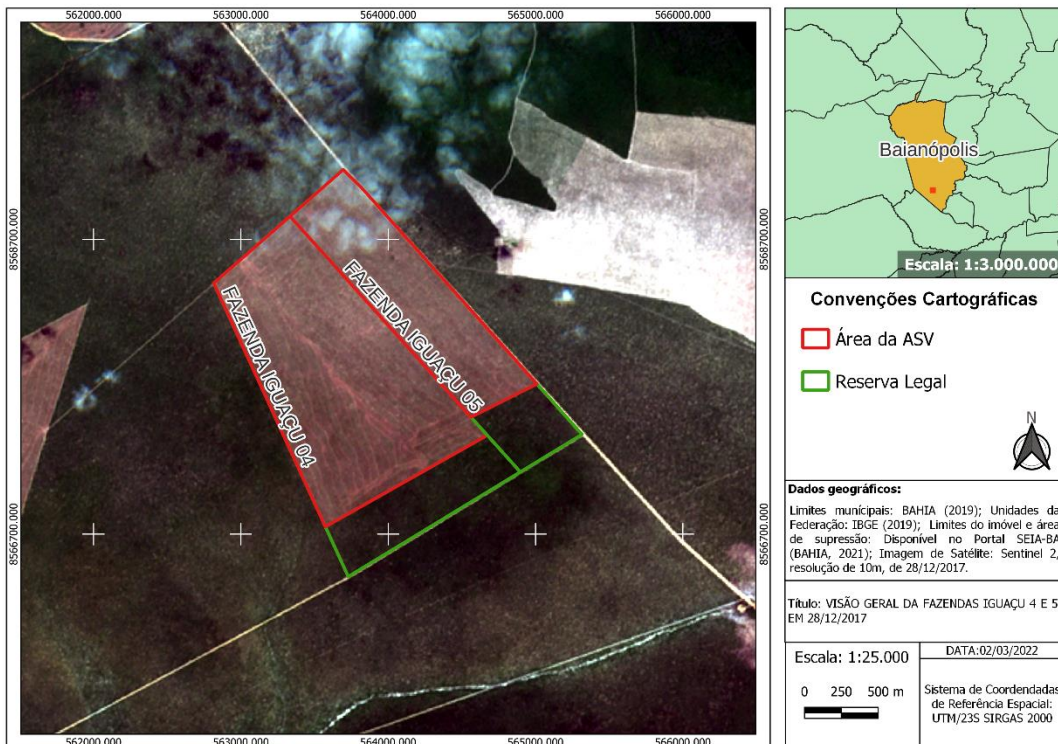 562000.000
563000.000
564000.000
565000.000
566000.000
8568700.000
8568700.000
8566700.000
8566700.000
FAZENDA IGUAÇU 04
FAZENDA IGUAÇU 05
562000.000
563000.000
564000.000
565000.000
566000.000
Baianópolis
Escala: 1:3.000.000
Convenções Cartográficas
Área da ASV
Reserva Legal
N
Dados geográficos:
Limites municipais: BAHIA (2019); Unidades da
Federação: IBGE (2019); Limites do imóvel e área
de supressão: Disponível no Portal SEIA-BA
(BAHIA, 2021); Imagem de Satélite: Sentinel 2,
resolução de 10m, de 28/12/2017.
Título: VISÃO GERAL DA FAZENDAS IGUAÇU 4 E 5
EM 28/12/2017
Escala: 1:25.000
0 250 500 m
DATA:02/03/2022
Sistema de Coordendadas
de Referência Espacial:
UTM/23S SIRGAS 2000